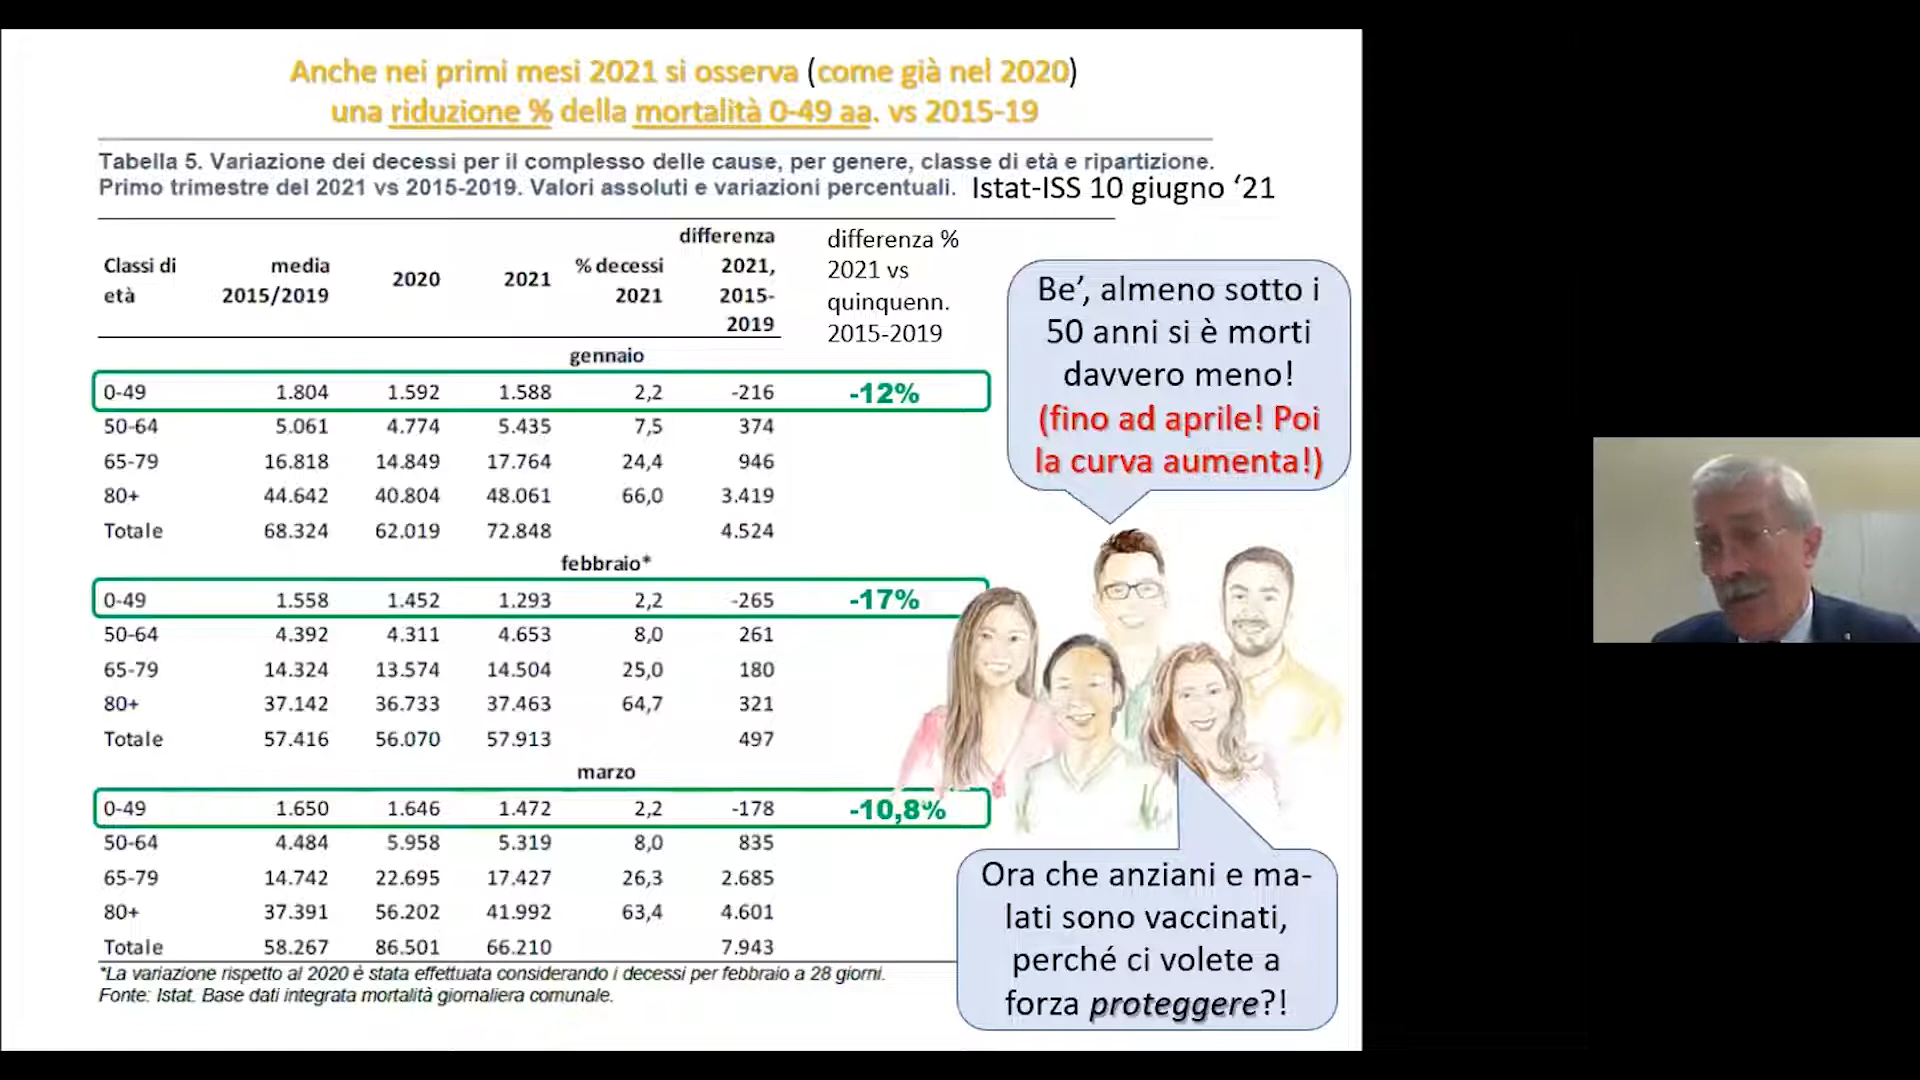 Anche nei primi mesi 2021 si osserva (come già nel 2020)
una riduzione % della mortalità 0-49 aa. vs 2015-19
Tabella 5. Variazione dei decessi per il complesso delle cause, per genere, classe di età e ripartizione.
Primo trimestre del 2021 vs 2015-2019. Valori assoluti e variazioni percentuali. Istat-ISS 10 giugno ‘21
Classi di età media 2015/2019 2020 2021 % decessi 2021 differenza 2021, 2015-2019 differenza % 2021 vs quinquenn. 2015-2019
gennaio
0-49 1.804 1.592 1.588 2,2 -216 -12%
50-64 5.061 4.774 5.435 7,5 374
65-79 16.818 14.849 17.764 24,4 946
80+ 44.642 40.804 48.061 66,0 3.419
Totale 68.324 62.019 72.848 4.524
febbraio*
0-49 1.558 1.452 1.293 2,2 -265 -17%
50-64 4.392 4.311 4.653 8,0 261
65-79 14.324 13.574 14.504 25,0 180
80+ 37.142 36.733 37.463 64,7 321
Totale 57.416 56.070 57.913 497
marzo
0-49 1.650 1.646 1.472 2,2 -178 -10,8%
50-64 4.484 5.958 5.319 8,0 835
65-79 14.742 22.695 17.427 26,3 2.685
80+ 37.391 56.202 41.992 63,4 4.601
Totale 58.267 86.501 66.210 7.943
*La variazione rispetto al 2020 è stata effettuata considerando i decessi per febbraio a 28 giorni.
Fonte: Istat. Base dati integrata mortalità giornaliera comunale.
Be’, almeno sotto i
50 anni si è morti
davvero meno!
(fino ad aprile! Poi
la curva aumenta!)
Ora che anziani e ma-
lati sono vaccinati,
perché ci volete a
forza proteggere?!